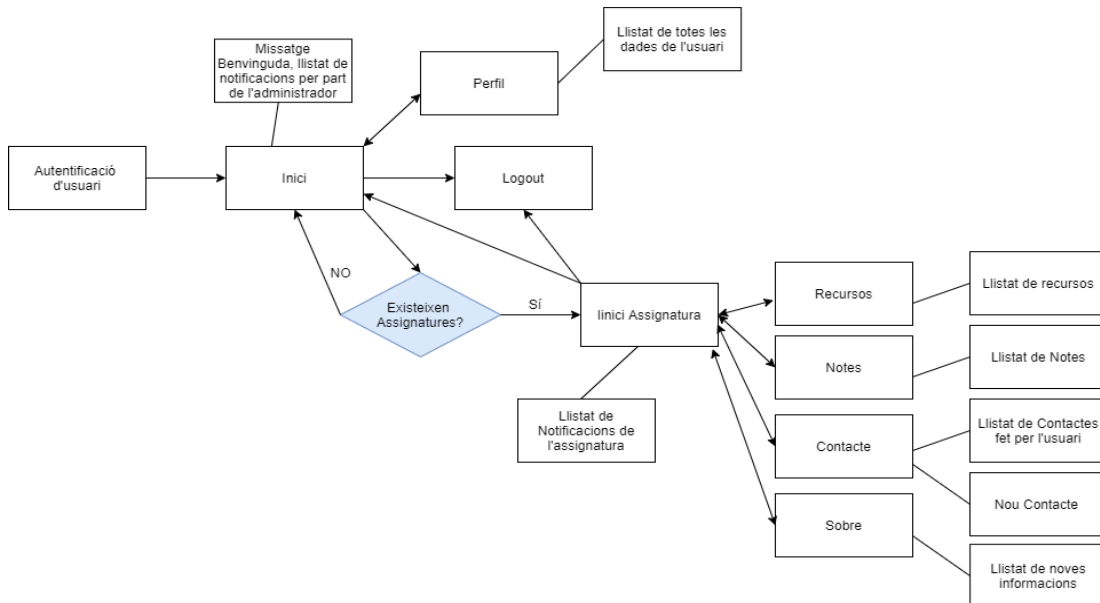 Llistat de totes les
dades de l'usuari
Missatge
Benvinguda, llistat de
notificacions per part
de l'administrador
Perfil
Autentificació
d'usuari
Inici
Logout
NO
Existeixen
Assignatures?
Sí
Iinici Assignatura
Llistat de
Notificacions de
l'assignatura
Recursos
Llistat de recursos
Notes
Llistat de Notes
Contacte
Llistat de Contactes
fet per l'usuari
Nou Contacte
Sobre
Llistat de noves
informacions